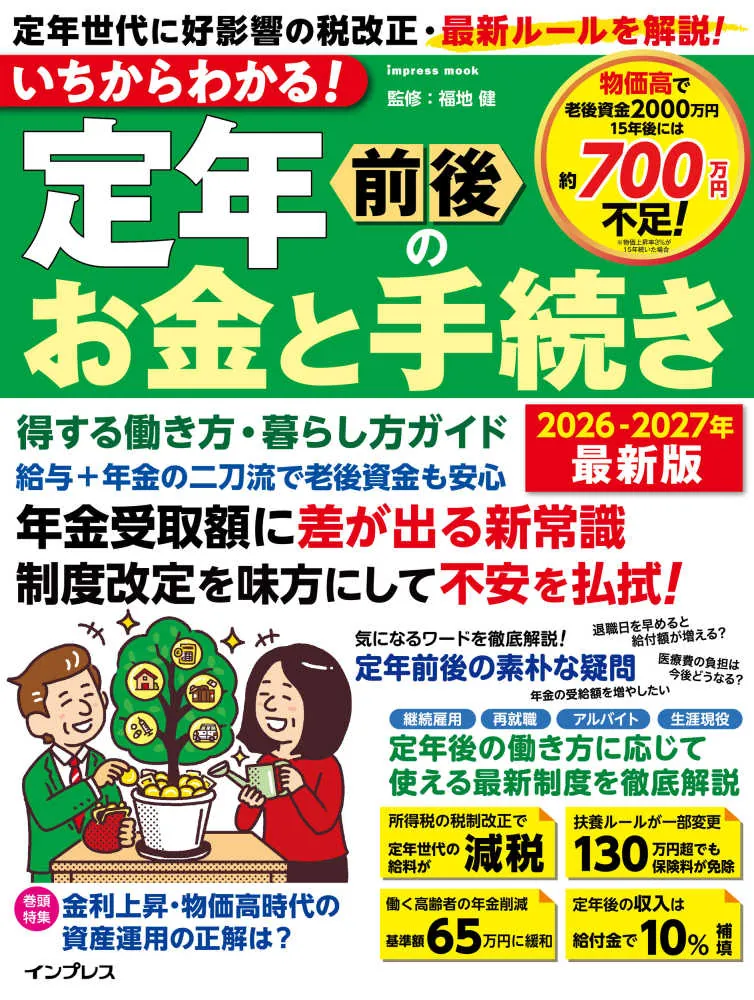 定年世代に好影響の税改正・最新ルールを解説!
いちからわかる!
impress mook
監修:福地 健
物価高で
老後資金2000万円
15年後には
約700万円
不足!
※物価上昇率3%が
15年続いた場合
定年前後の
お金と手続き
得する働き方・暮らし方ガイド
給与+年金の二刀流で老後資金も安心
2026-2027年
最新版
年金受取額に差が出る新常識
制度改定を味方にして不安を払拭!
気になるワードを徹底解説!
定年前後の素朴な疑問
退職日を早めると
給付額が増える?
医療費の負担は
今後どうなる?
年金の受給額を増やしたい
継続雇用
再就職
アルバイト
生涯現役
定年後の働き方に応じて
使える最新制度を徹底解説
所得税の税制改正で
定年世代の
給料が
減税
扶養ルールが一部変更
130万円超でも
保険料が免除
働く高齢者の年金削減
基準額65万円に緩和
定年後の収入は
給付金で10%補填
巻頭
特集
金利上昇・物価高時代の
資産運用の正解は?
インプレス